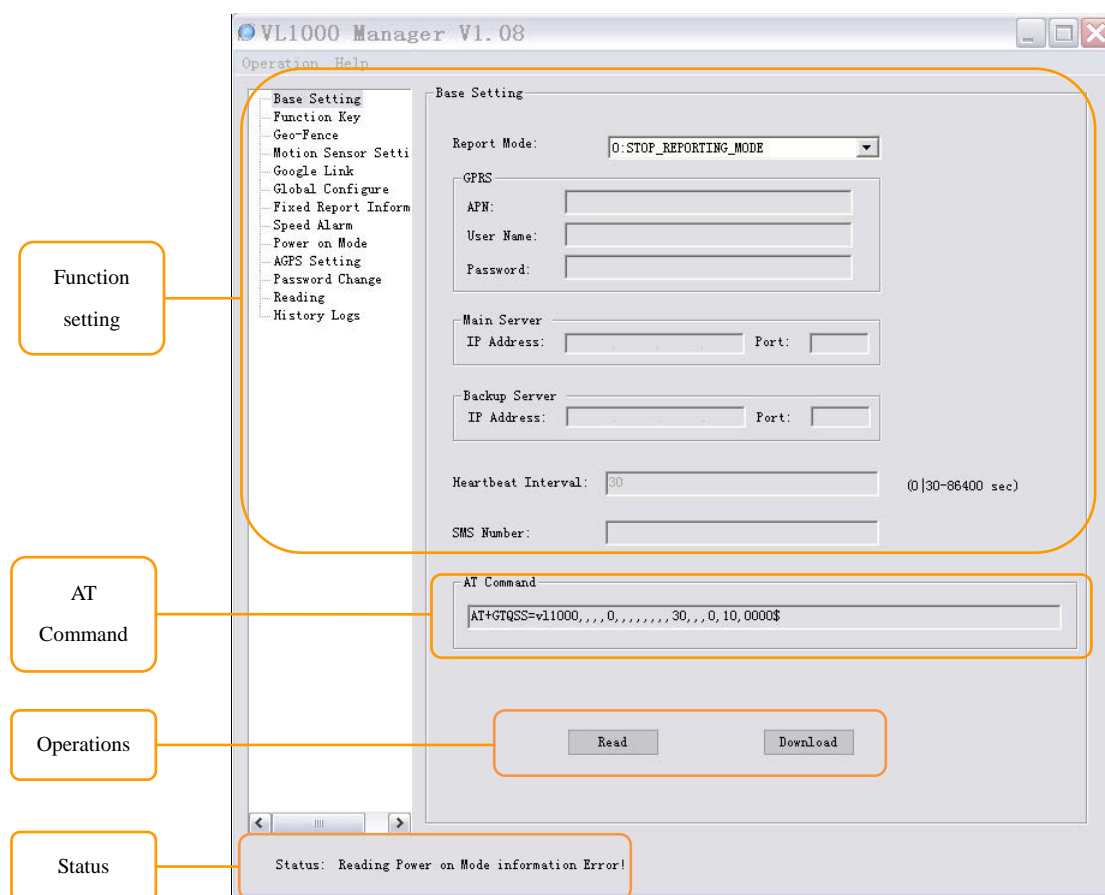 VL1000 Manager V1.08
Operation Help
Base Setting
Function Key
Geo-Fence
Motion Sensor Setti
Google Link
Global Configure
Fixed Report Inform
Speed Alarm
Power on Mode
AGPS Setting
Password Change
Reading
History Logs
Base Setting
Report Mode: 0:STOP_REPORTING_MODE
GPRS
APN:
User Name:
Password:
Main Server
IP Address: . . . Port:
Backup Server
IP Address: . . . Port:
Heartbeat Interval: 30 (0|30-86400 sec)
SMS Number:
AT Command
AT+GTQSS=vl1000,,,,0,,,,,,,,30,,,0,10,0000$
Read Download
Status: Reading Power on Mode information Error!
Function
setting
AT
Command
Operations
Status